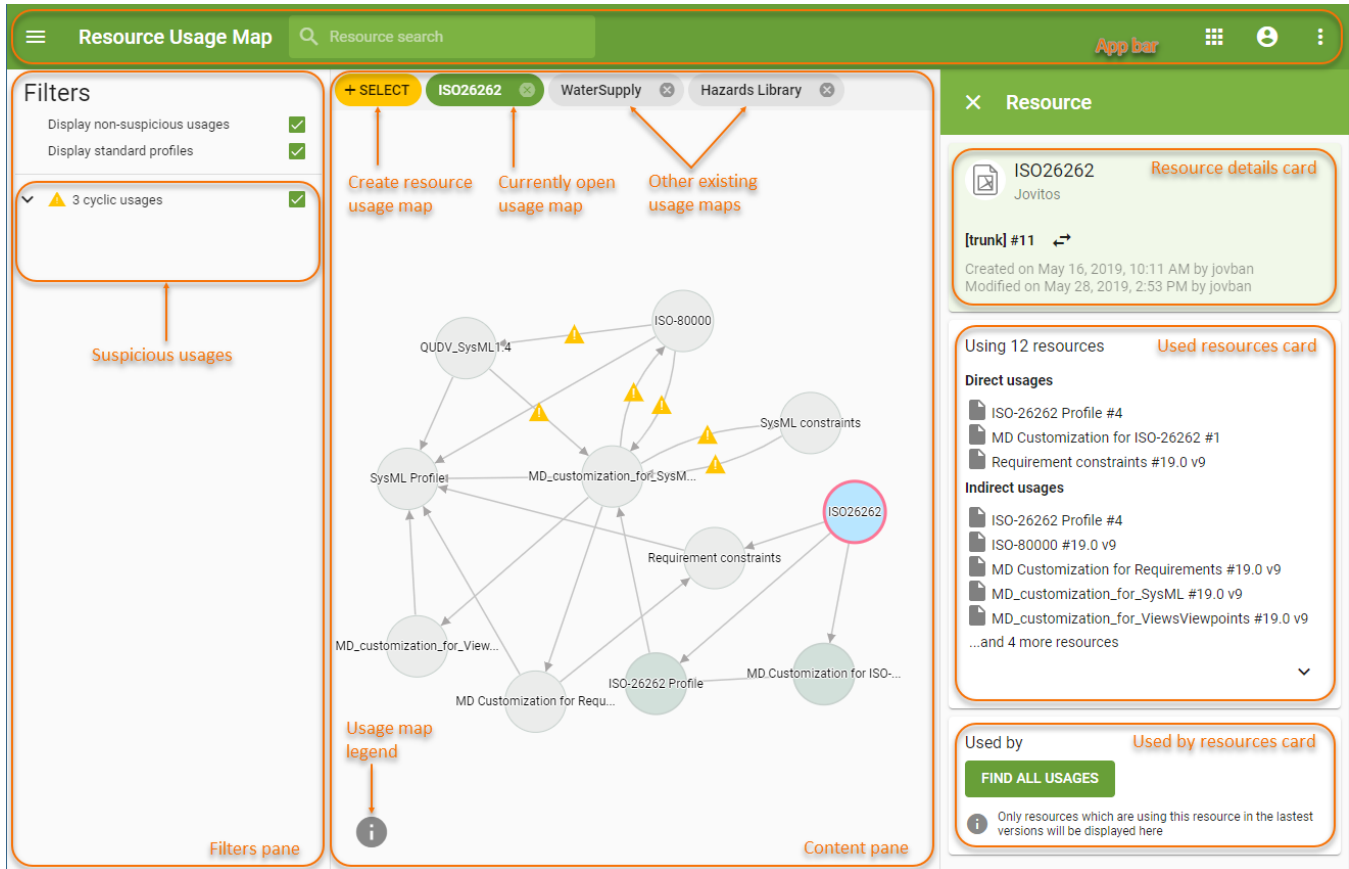 Resource Usage Map
Resource search
App bar
Filters
Display non-suspicious usages
Display standard profiles
3 cyclic usages
Suspicious usages
Filters pane
+ SELECT
ISO26262
WaterSupply
Hazards Library
Create resource
usage map
Currently open
usage map
Other existing
usage maps
ISO-80000
QUDV_SysML1.4
SysML constraints
SysML Profile
MD_customization_for_SysM...
ISO26262
Requirement constraints
MD_customization_for_View...
ISO-26262 Profile
MD Customization for ISO-...
MD Customization for Requ...
Usage map
legend
Content pane
Resource
ISO26262
Resource details card
Jovitos
[trunk] #11
Created on May 16, 2019, 10:11 AM by jovban
Modified on May 28, 2019, 2:53 PM by jovban
Using 12 resources
Used resources card
Direct usages
ISO-26262 Profile #4
MD Customization for ISO-26262 #1
Requirement constraints #19.0 v9
Indirect usages
ISO-26262 Profile #4
ISO-80000 #19.0 v9
MD Customization for Requirements #19.0 v9
MD_customization_for_SysML #19.0 v9
MD_customization_for_ViewsViewpoints #19.0 v9
...and 4 more resources
Used by
Used by resources card
FIND ALL USAGES
Only resources which are using this resource in the lastest
versions will be displayed here